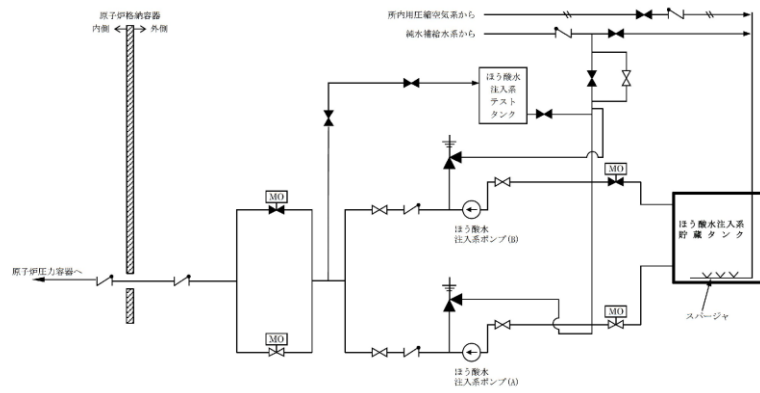 原子炉格納容器
内側
外側
所内用圧縮空気系から
純水補給水系から
ほう酸水
注入系
テスト
タンク
MO
MO
ほう酸水
注入系ポンプ(B)
ほう酸水注入系
貯蔵タンク
原子炉圧力容器へ
スパージャ
MO
MO
ほう酸水
注入系ポンプ(A)